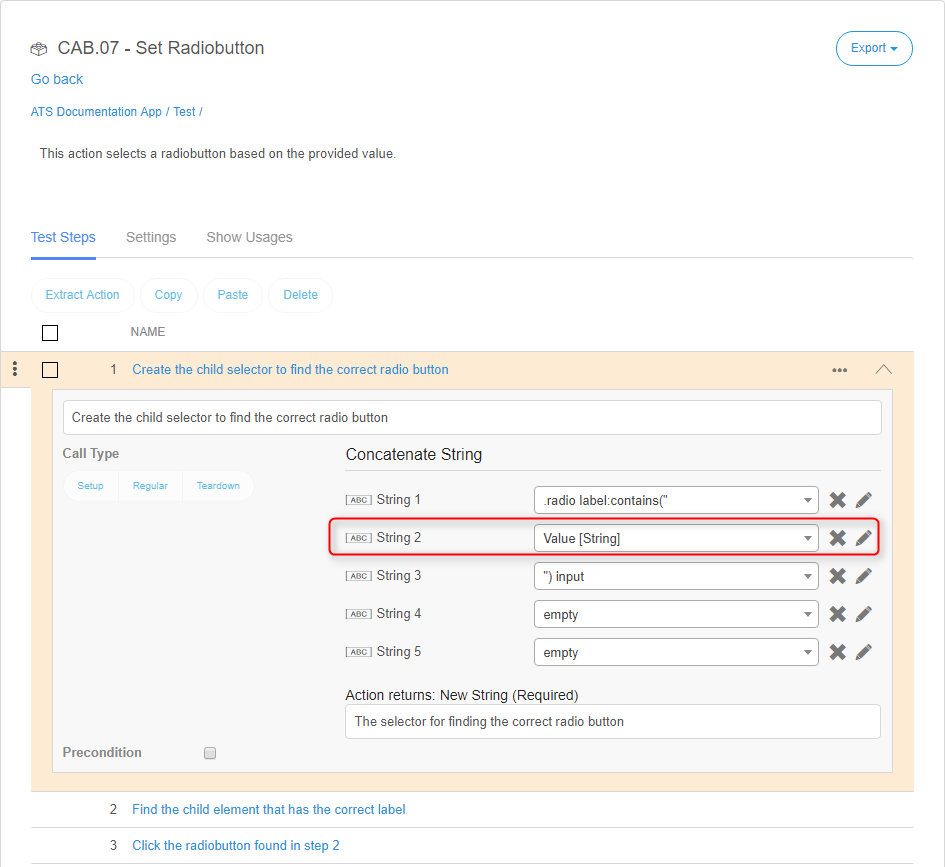 CAB.07 - Set Radiobutton
Export
Go back
ATS Documentation App / Test /
This action selects a radiobutton based on the provided value.
Test Steps Settings Show Usages
Extract Action Copy Paste Delete
NAME
1 Create the child selector to find the correct radio button
Create the child selector to find the correct radio button
Call Type
Setup Regular Teardown
Concatenate String
ABC String 1 .radio label:contains("
ABC String 2 Value [String]
ABC String 3 ") input
ABC String 4 empty
ABC String 5 empty
Action returns: New String (Required)
The selector for finding the correct radio button
Precondition
2 Find the child element that has the correct label
3 Click the radiobutton found in step 2